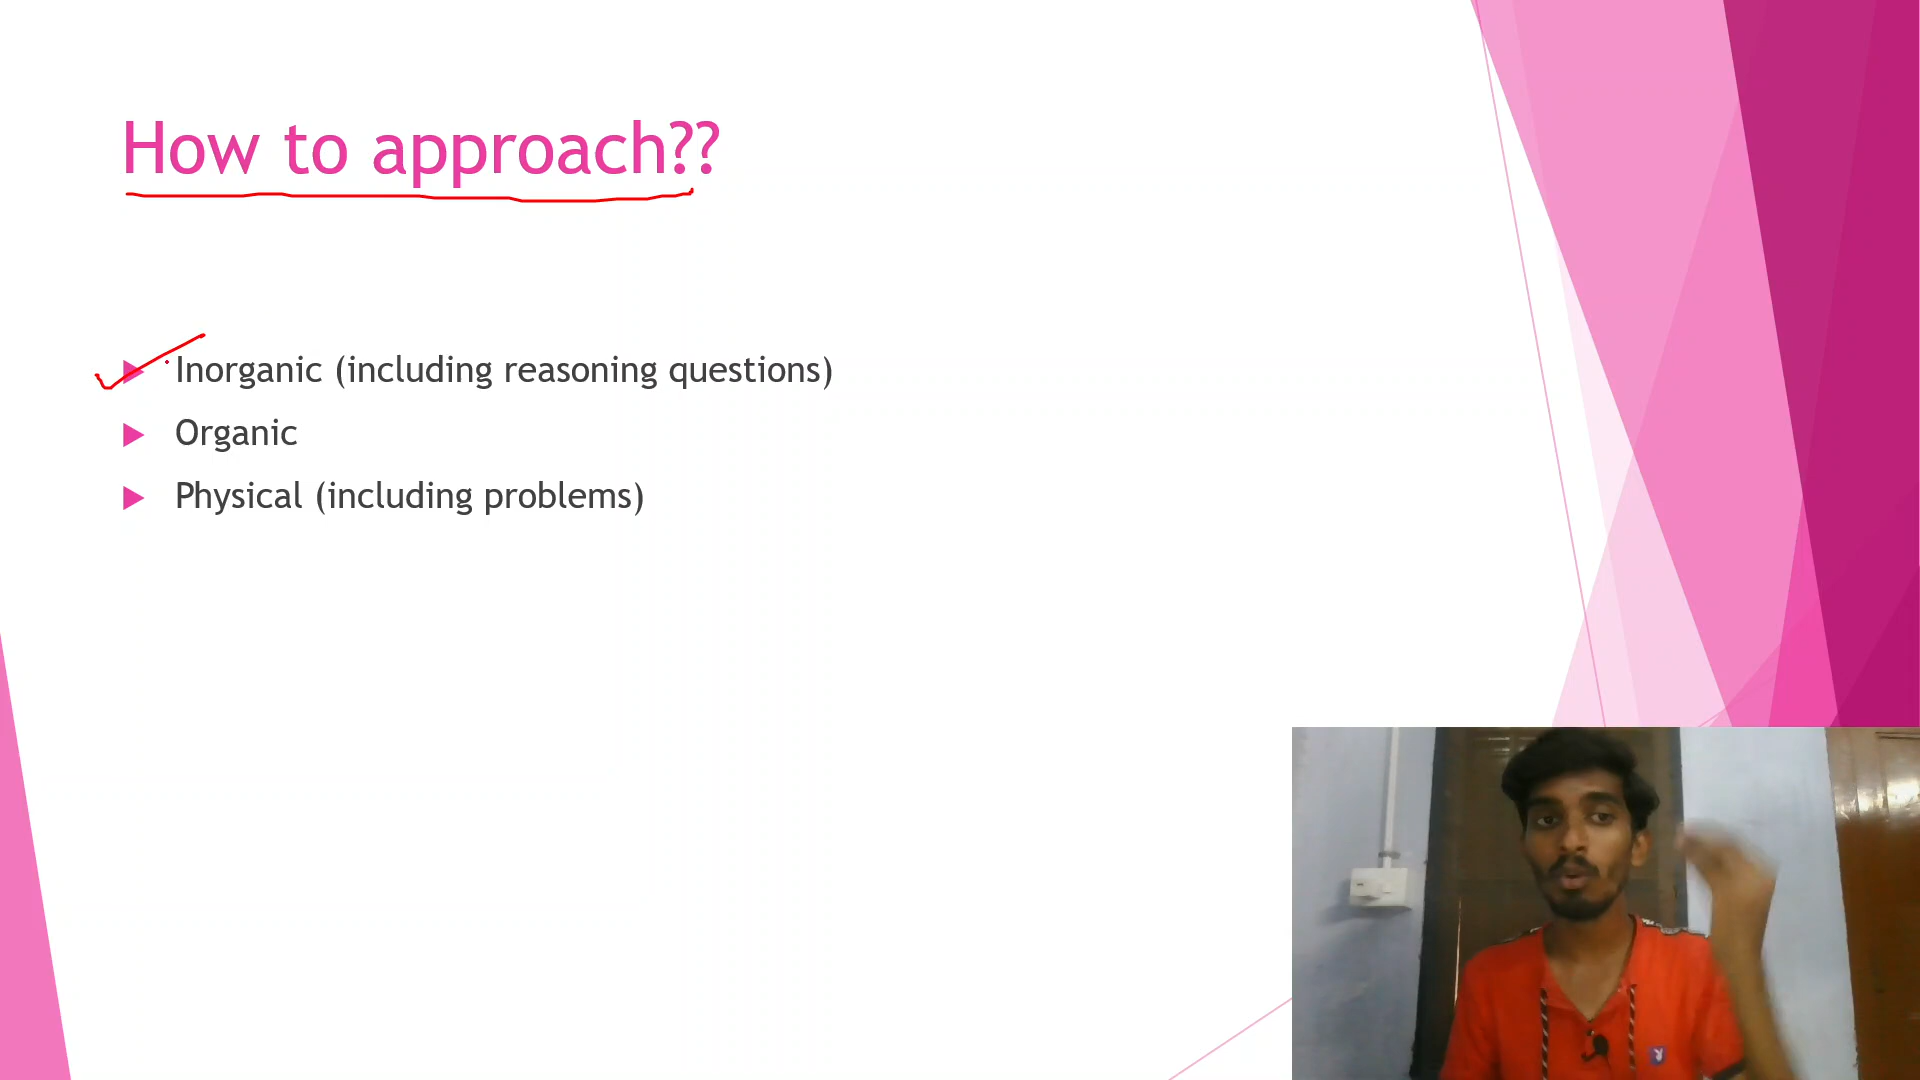 How to approach??
Inorganic (including reasoning questions)
Organic
Physical (including problems)